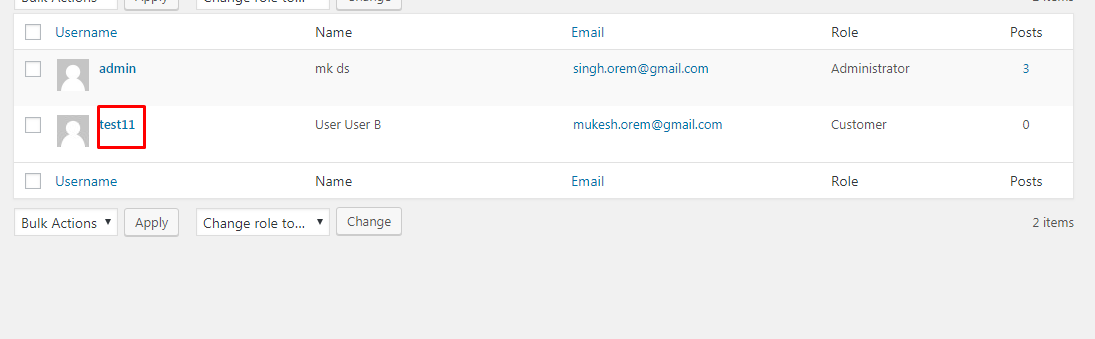 Bulk Actions Apply Change role to... Change 2 items
Username Name Email Role Posts
admin mk ds singh.orem@gmail.com Administrator 3
test11 User User B mukesh.orem@gmail.com Customer 0
Username Name Email Role Posts
Bulk Actions Apply Change role to... Change 2 items